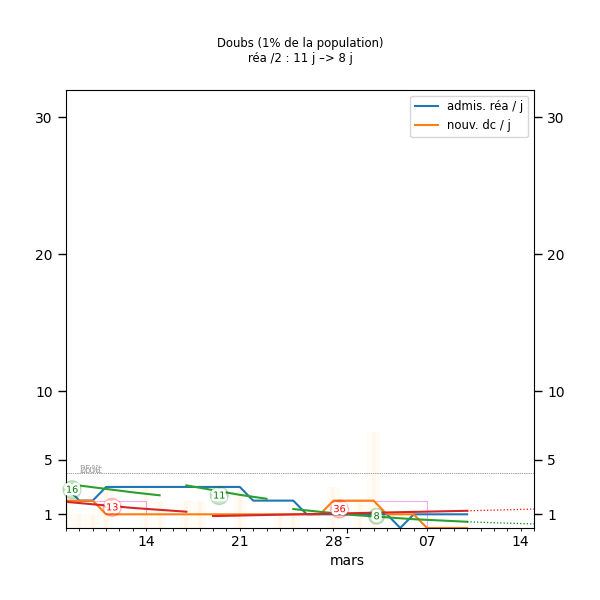 Doubs (1% de la population)
réa /2 : 11 j –> 8 j
admis. réa / j
nouv. dc / j
30 30
20 20
10 10
5 5
25%
16
11
13
36
8
1 1
14 21 28 07 14
mars